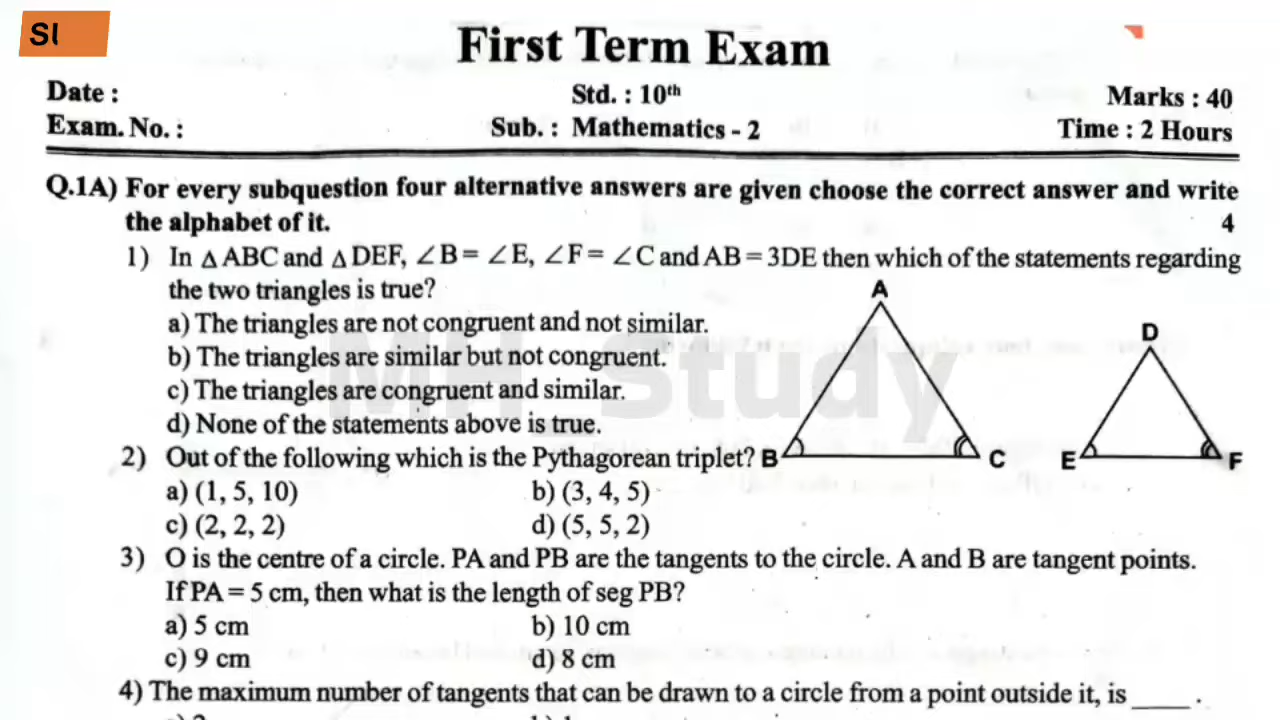 SU
First Term Exam
Date :
Std. : 10th
Marks : 40
Exam. No. :
Sub. : Mathematics - 2
Time : 2 Hours
Q.1A) For every subquestion four alternative answers are given choose the correct answer and write
the alphabet of it. 4
1) In △ ABC and △ DEF, ∠B = ∠E, ∠F = ∠C and AB = 3DE then which of the statements regarding
the two triangles is true?
a) The triangles are not congruent and not similar.
b) The triangles are similar but not congruent.
c) The triangles are congruent and similar.
d) None of the statements above is true.
A
B
C
D
E
F
2) Out of the following which is the Pythagorean triplet?
a) (1, 5, 10) b) (3, 4, 5)
c) (2, 2, 2) d) (5, 5, 2)
3) O is the centre of a circle. PA and PB are the tangents to the circle. A and B are tangent points.
If PA = 5 cm, then what is the length of seg PB?
a) 5 cm b) 10 cm
c) 9 cm d) 8 cm
4) The maximum number of tangents that can be drawn to a circle from a point outside it, is _____ .
MH_Study